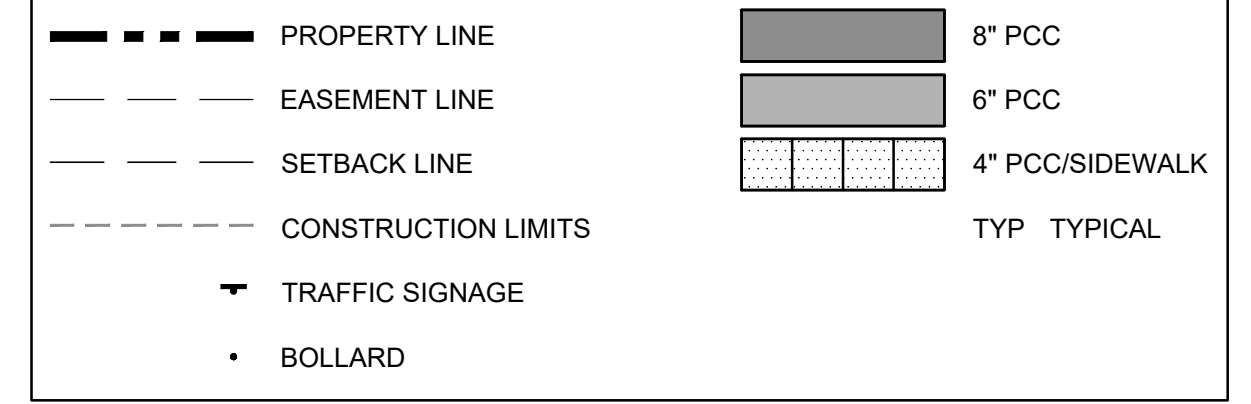 PROPERTY LINE
EASEMENT LINE
SETBACK LINE
CONSTRUCTION LIMITS
TRAFFIC SIGNAGE
BOLLARD
8" PCC
6" PCC
4" PCC/SIDEWALK
TYP TYPICAL